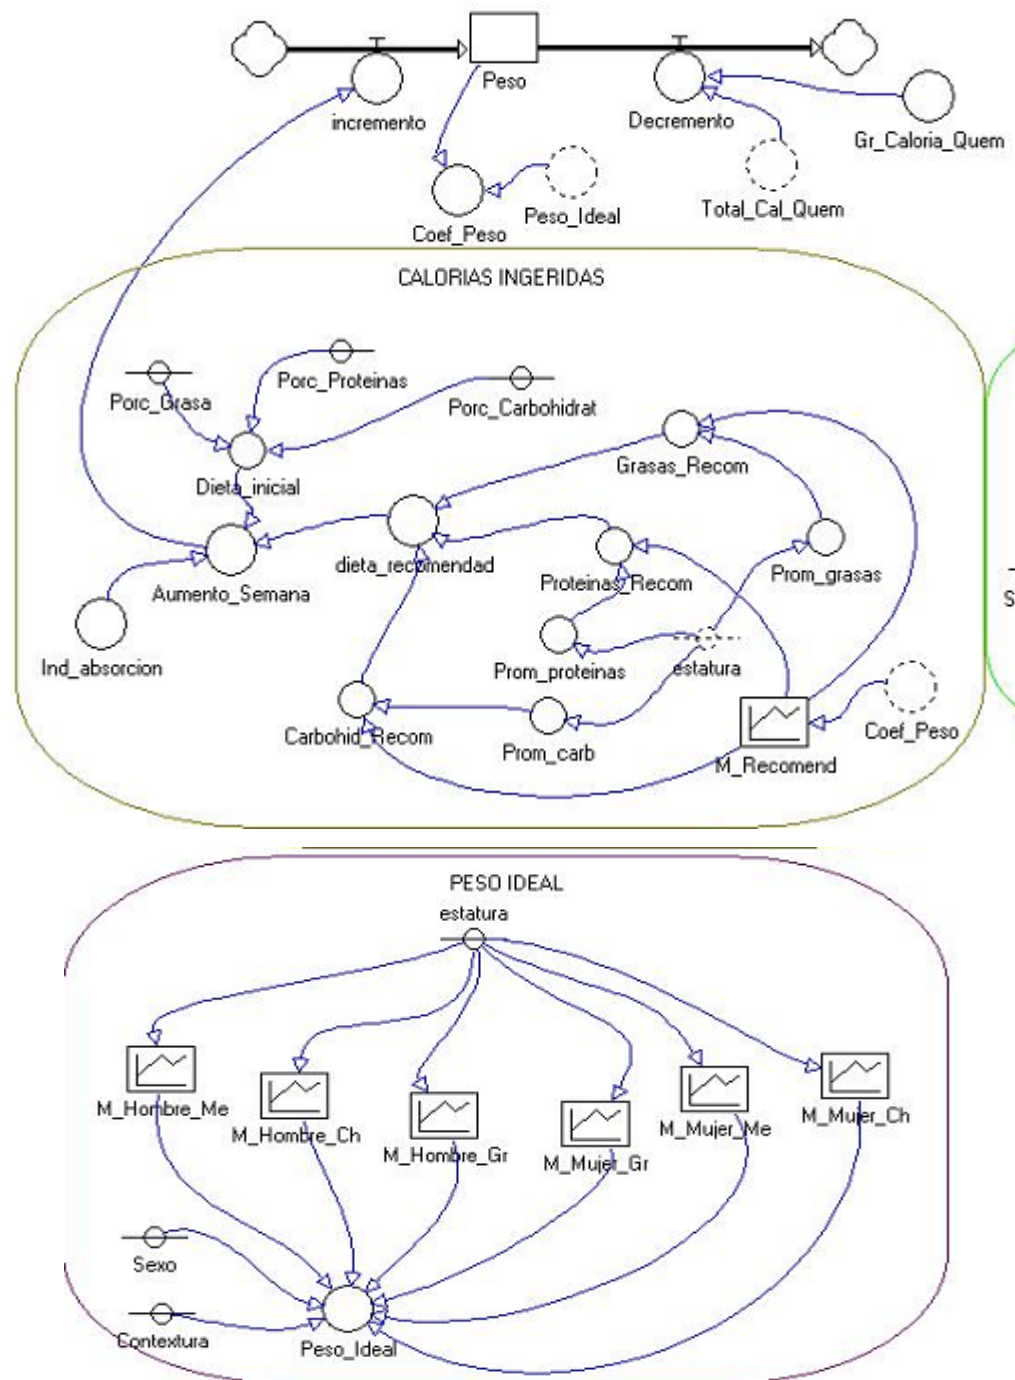 Peso
incremento
Decremento
Gr_Caloria_Quem
Peso_Ideal
Total_Cal_Quem
Coef_Peso
CALORIAS INGERIDAS
Porc_Grasa
Porc_Proteinas
Porc_Carbohidrat
Grasas_Recom
Dieta_inicial
dieta_recomendad
Proteinas_Recom
Prom_grasas
Aumento_Semana
S
Ind_absorcion
Prom_proteinas
estatura
Carbohid_Recom
Prom_carb
Coef_Peso
M_Recomend
PESO IDEAL
estatura
M_Hombre_Me
M_Hombre_Ch
M_Hombre_Gr
M_Mujer_Gr
M_Mujer_Me
M_Mujer_Ch
Sexo
Contextura
Peso_Ideal